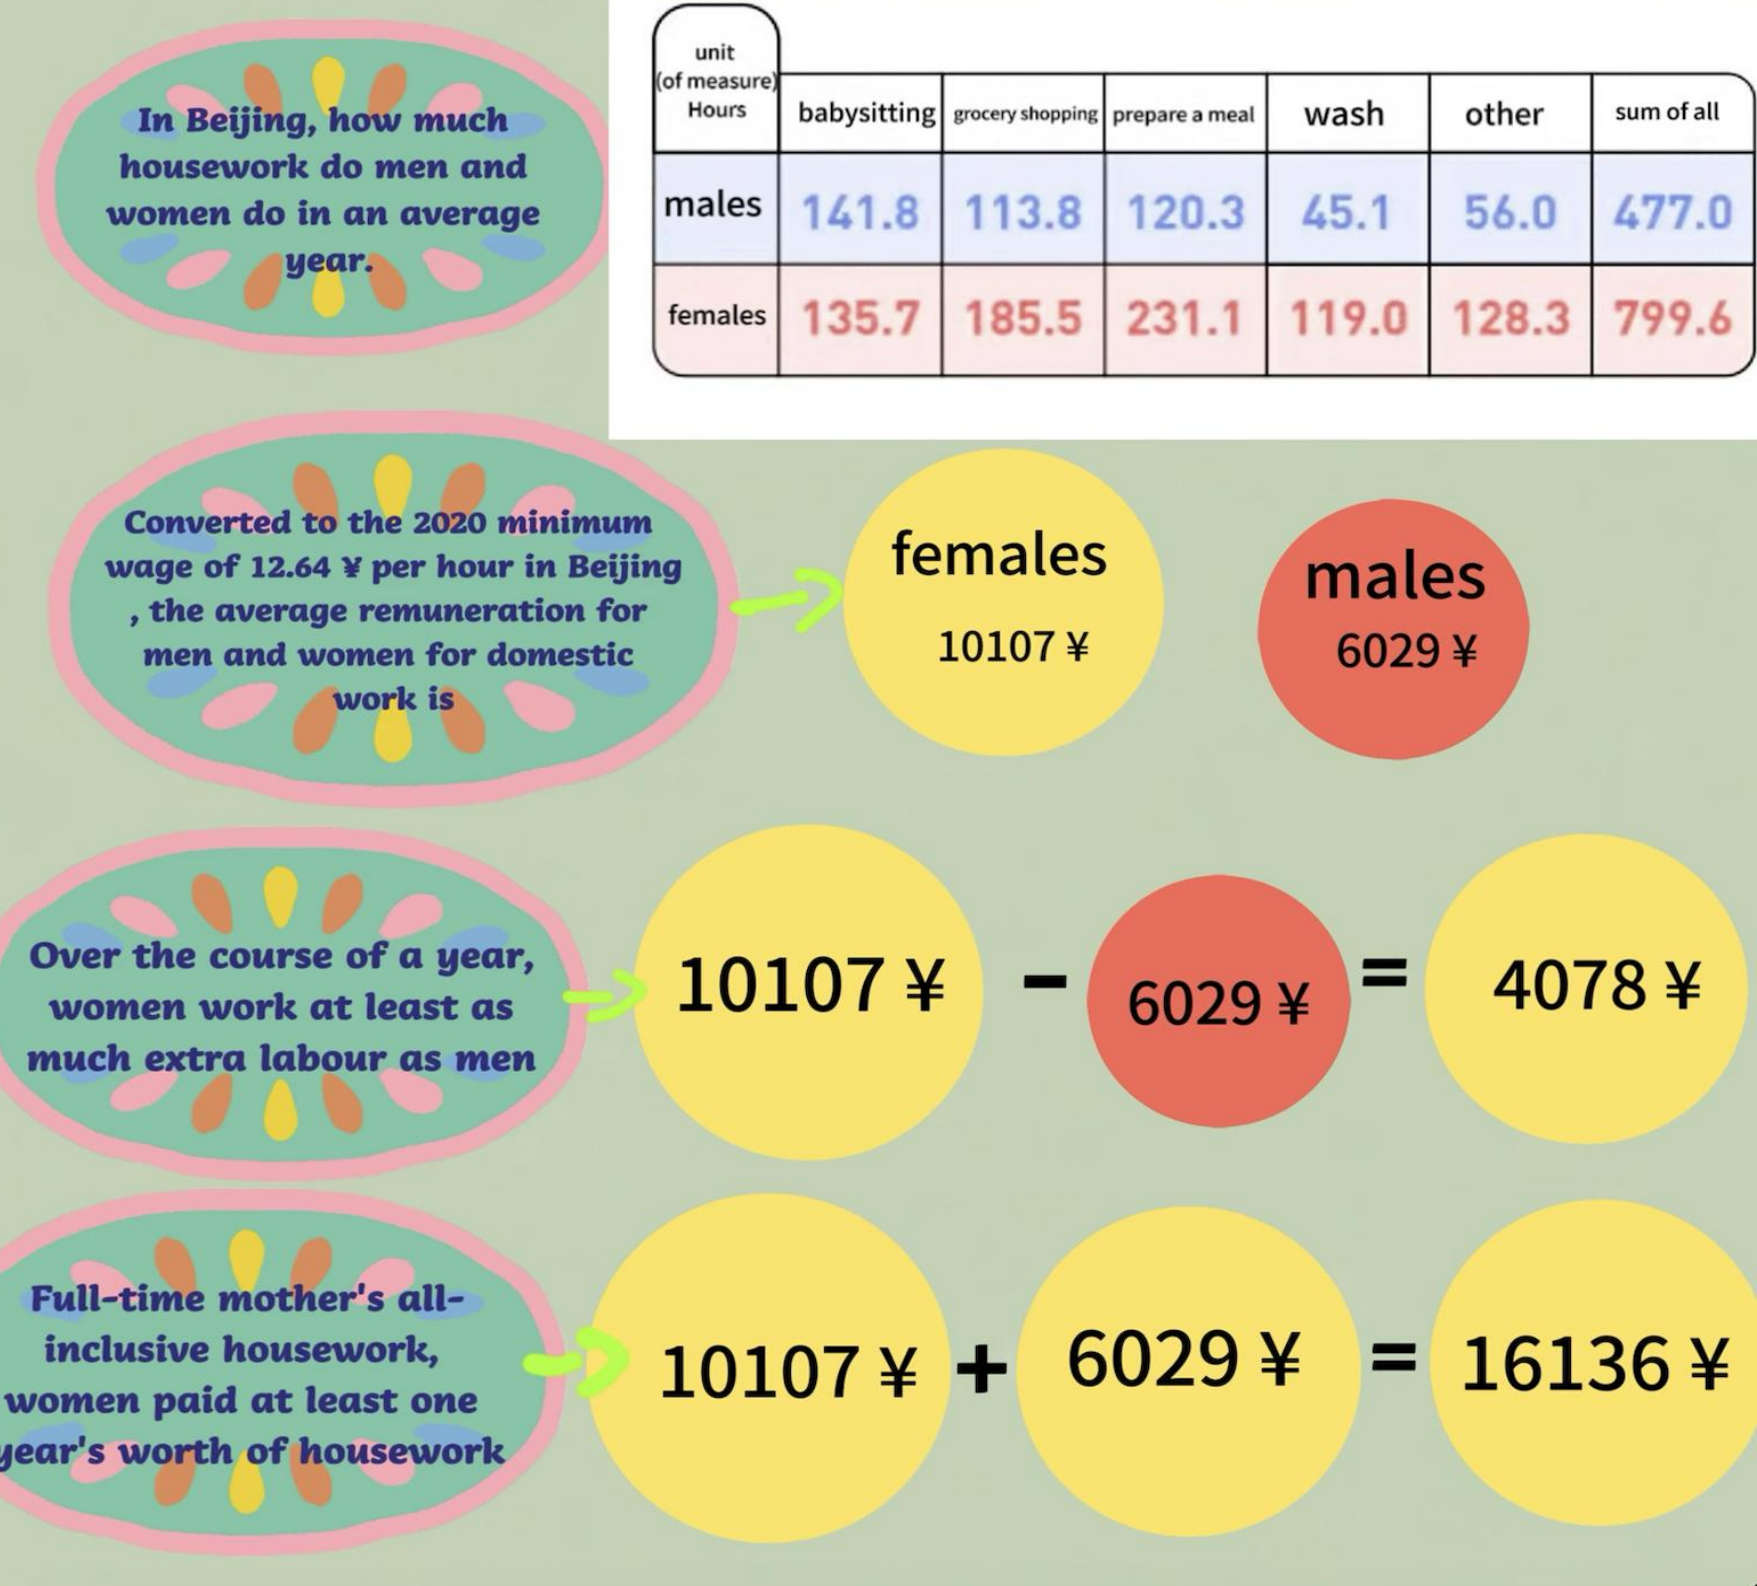 In Beijing, how much
housework do men and
women do in an average
year.
unit
(of measure)
Hours
babysitting grocery shopping prepare a meal wash other sum of all
males 141.8 113.8 120.3 45.1 56.0 477.0
females 135.7 185.5 231.1 119.0 128.3 799.6
Converted to the 2020 minimum
wage of 12.64 ¥ per hour in Beijing
, the average remuneration for
men and women for domestic
work is
females
10107 ¥
males
6029 ¥
Over the course of a year,
women work at least as
much extra labour as men
10107 ¥ - 6029 ¥ = 4078 ¥
Full-time mother's all-
inclusive housework,
women paid at least one
year's worth of housework
10107 ¥ + 6029 ¥ = 16136 ¥